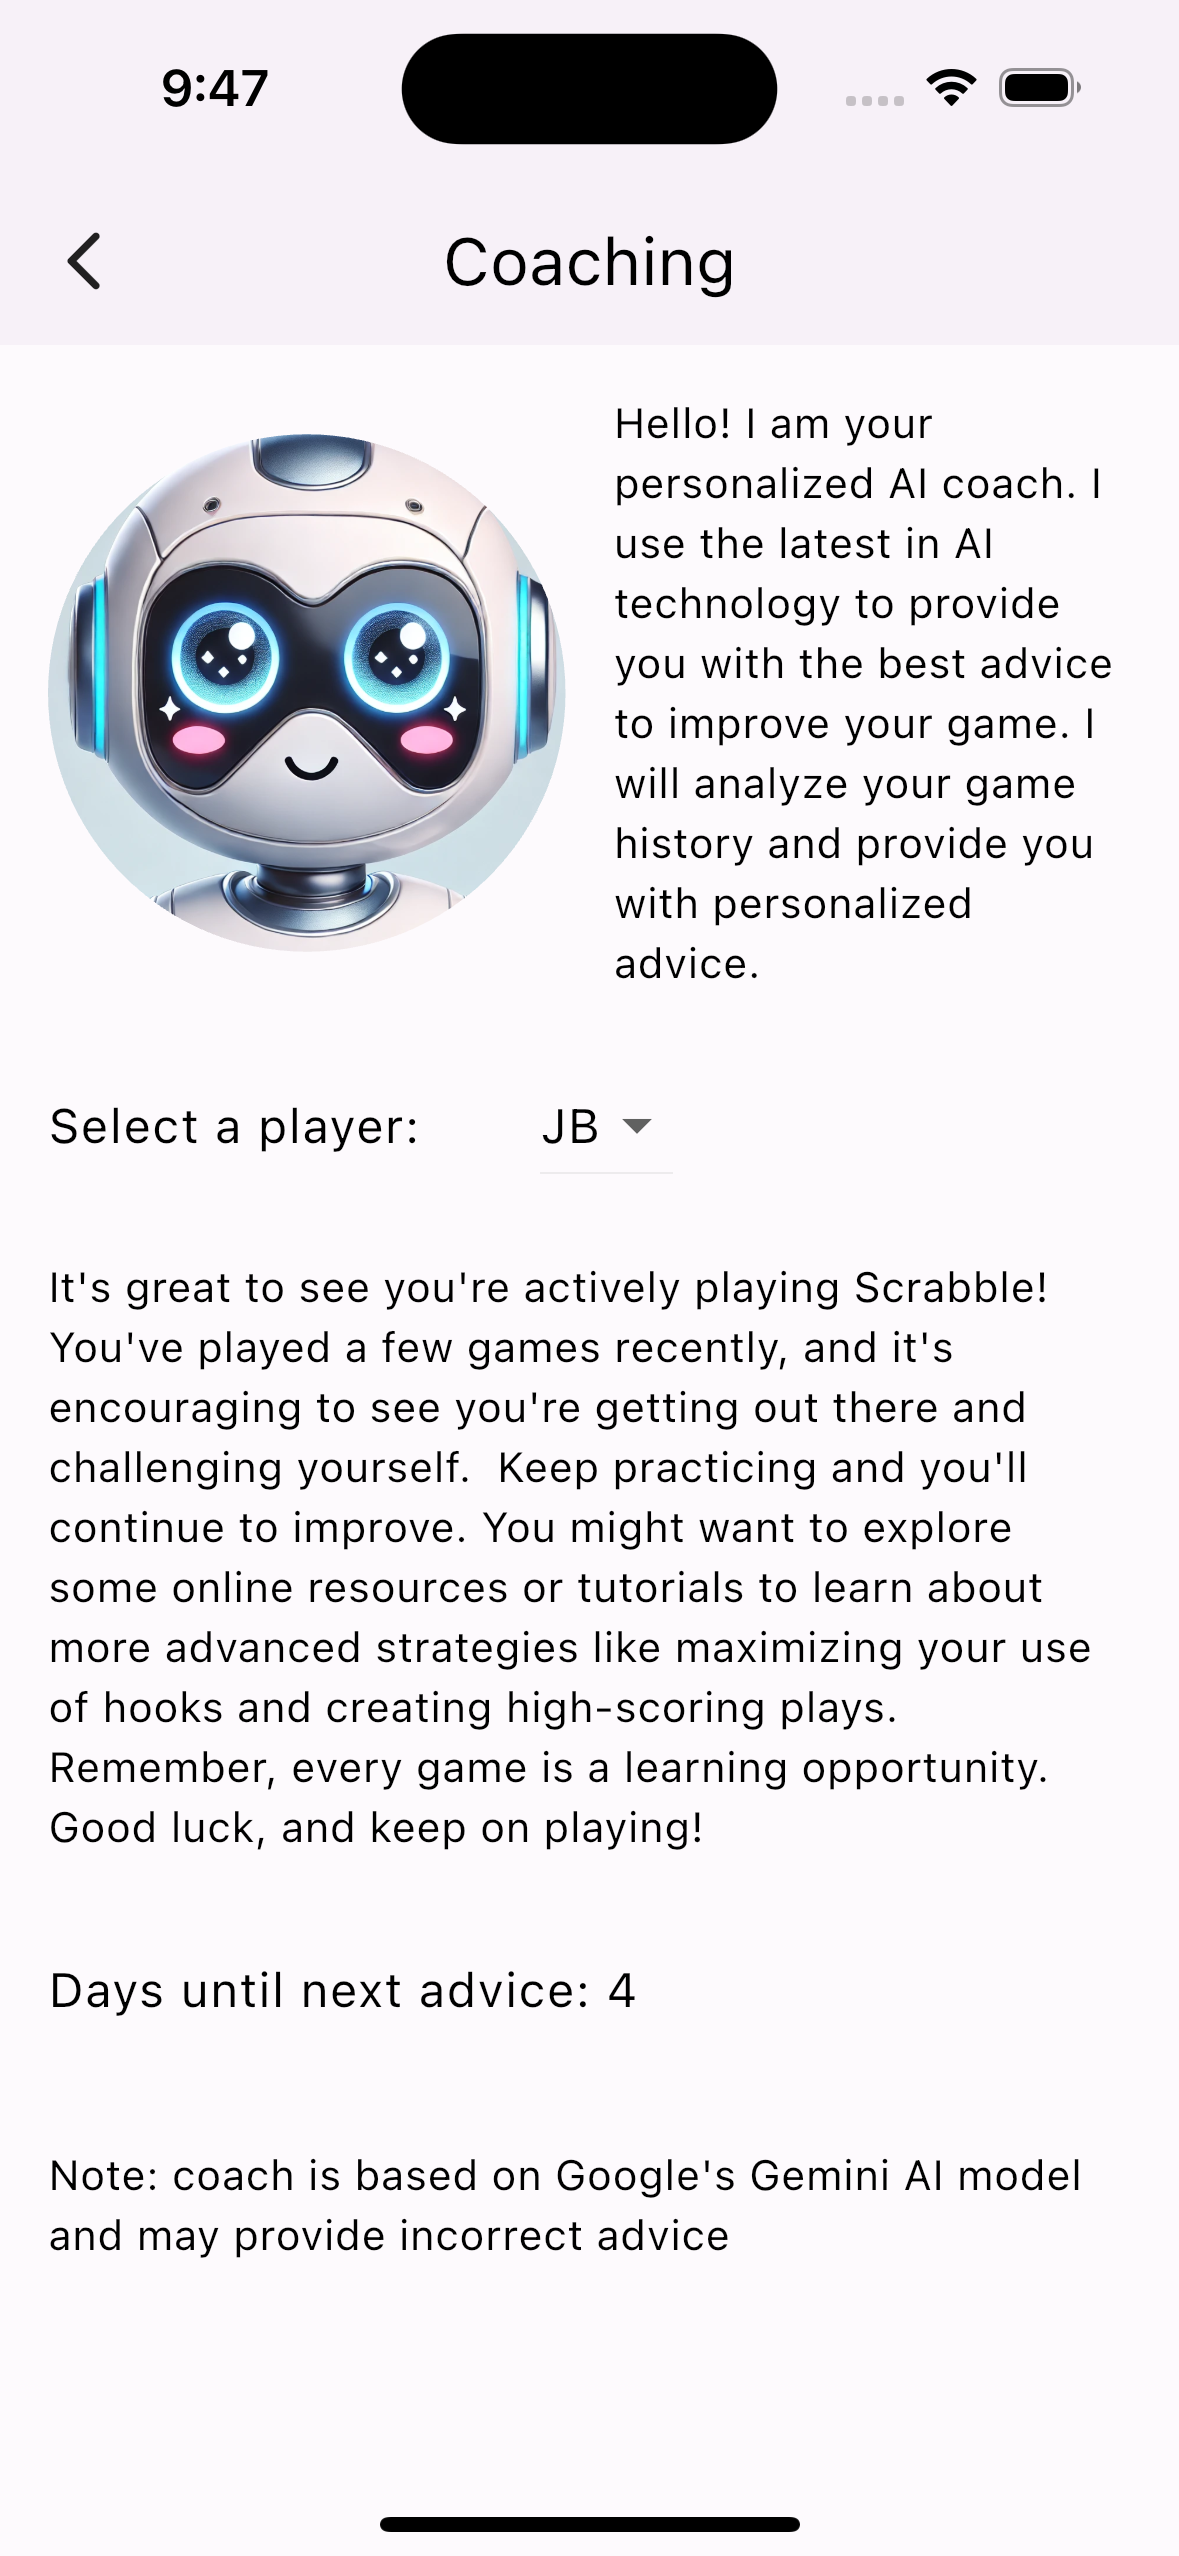 9:47
Coaching
Hello! I am your
personalized AI coach. I
use the latest in AI
technology to provide
you with the best advice
to improve your game. I
will analyze your game
history and provide you
with personalized
advice.
Select a player: JB
It's great to see you're actively playing Scrabble!
You've played a few games recently, and it's
encouraging to see you're getting out there and
challenging yourself.  Keep practicing and you'll
continue to improve. You might want to explore
some online resources or tutorials to learn about
more advanced strategies like maximizing your use
of hooks and creating high-scoring plays.
Remember, every game is a learning opportunity.
Good luck, and keep on playing!
Days until next advice: 4
Note: coach is based on Google's Gemini AI model
and may provide incorrect advice